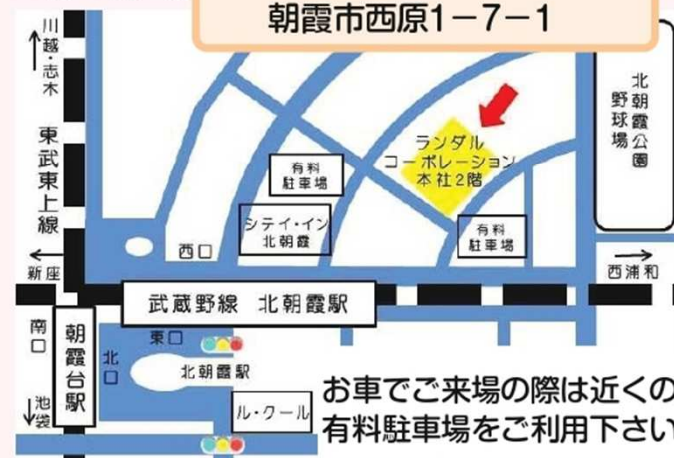 朝霞市西原1-7-1
川越・志木
東武東上線
北朝霞公園
野球場
ランダル
コーポレーション
本社2階
有料
駐車場
シティ・イン
北朝霞
有料
駐車場
西口
新座
西浦和
武蔵野線 北朝霞駅
南口
朝霞台駅
北口
東口
北朝霞駅
池袋
ル・クール
お車でご来場の際は近くの
有料駐車場をご利用下さい